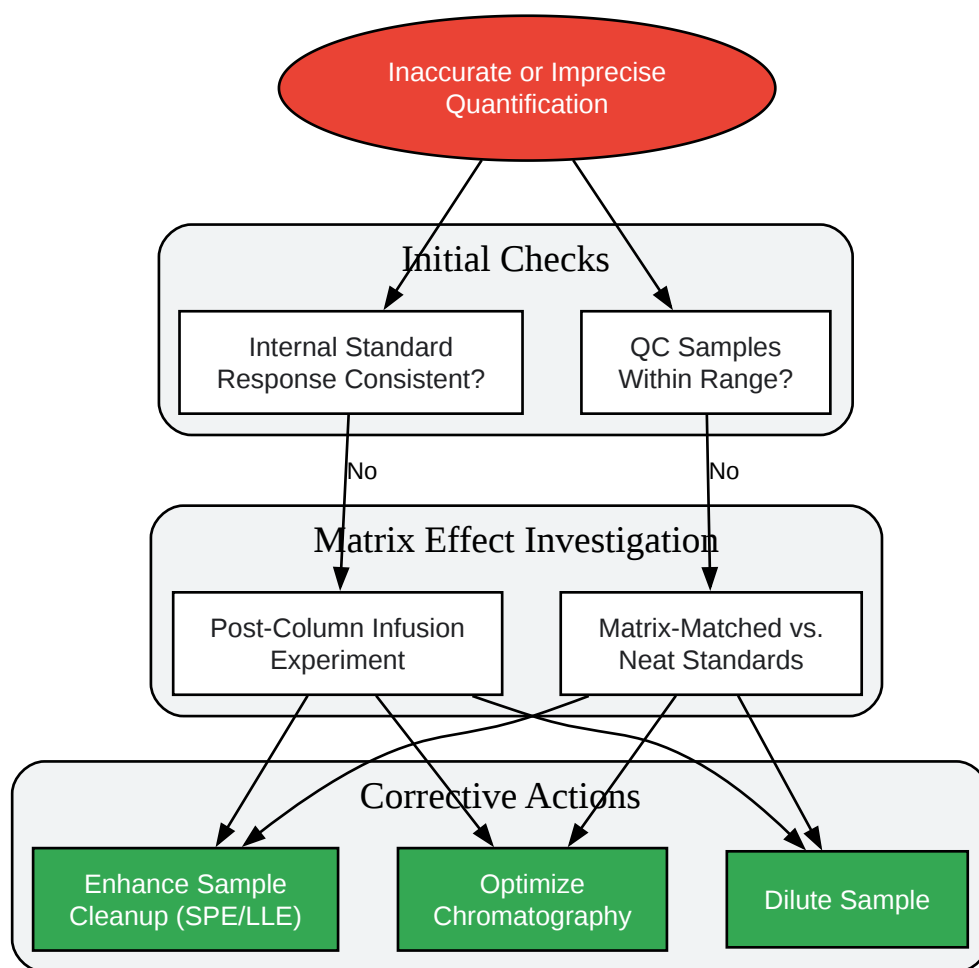 Inaccurate or Imprecise
Quantification
Initial Checks
Internal Standard
Response Consistent?
QC Samples
Within Range?
No
No
Matrix Effect Investigation
Post-Column Infusion
Experiment
Matrix-Matched vs.
Neat Standards
Corrective Actions
Enhance Sample
Cleanup (SPE/LLE)
Optimize
Chromatography
Dilute Sample